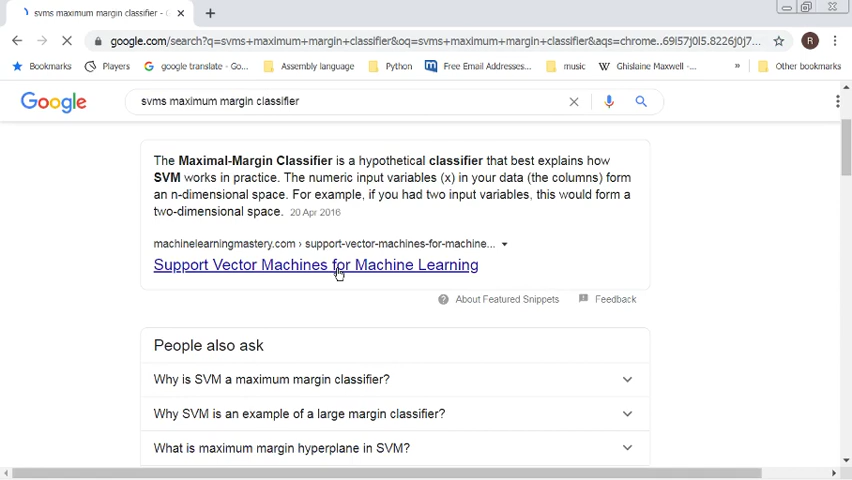 svms maximum margin classifier - G
google.com/search?q=svms+maximum+margin+classifier&oq=svms+maximum+margin+classifier&aqs=chrome..69i57j0l5.8226j0j7...
Bookmarks Players google translate - Go... Assembly language Python Free Email Addresses... music Ghislaine Maxwell -... » Other bookmarks
R
Google svms maximum margin classifier
The Maximal-Margin Classifier is a hypothetical classifier that best explains how
SVM works in practice. The numeric input variables (x) in your data (the columns) form
an n-dimensional space. For example, if you had two input variables, this would form a
two-dimensional space. 20 Apr 2016
machinelearningmastery.com › support-vector-machines-for-machine...
Support Vector Machines for Machine Learning
About Featured Snippets Feedback
People also ask
Why is SVM a maximum margin classifier?
Why SVM is an example of a large margin classifier?
What is maximum margin hyperplane in SVM?